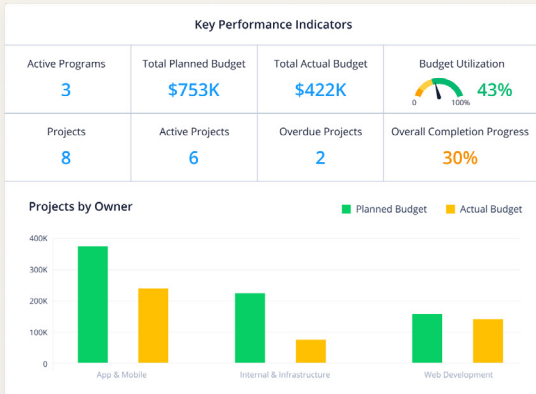 Key Performance Indicators
Active Programs
3
Total Planned Budget
$753K
Total Actual Budget
$422K
Budget Utilization
0
100%
43%
Projects
8
Active Projects
6
Overdue Projects
2
Overall Completion Progress
30%
Projects by Owner
Planned Budget
Actual Budget
400K
300K
200K
100K
0
App & Mobile
Internal & Infrastructure
Web Development